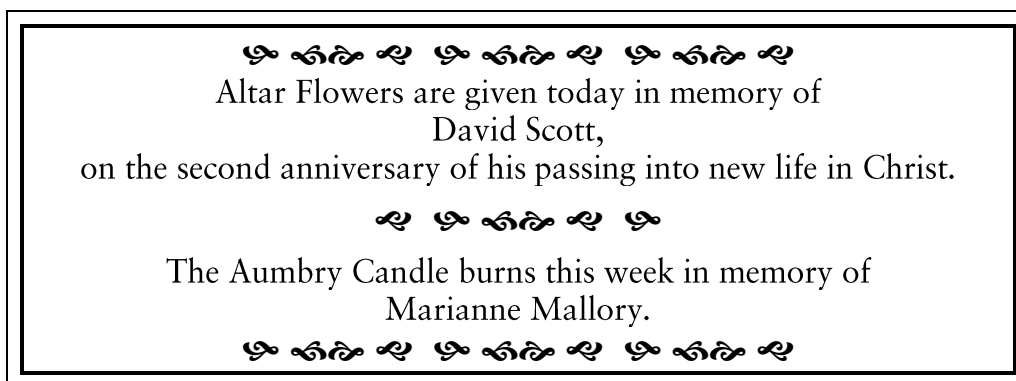 Altar Flowers are given today in memory of
David Scott,
on the second anniversary of his passing into new life in Christ.
The Aumbry Candle burns this week in memory of
Marianne Mallory.